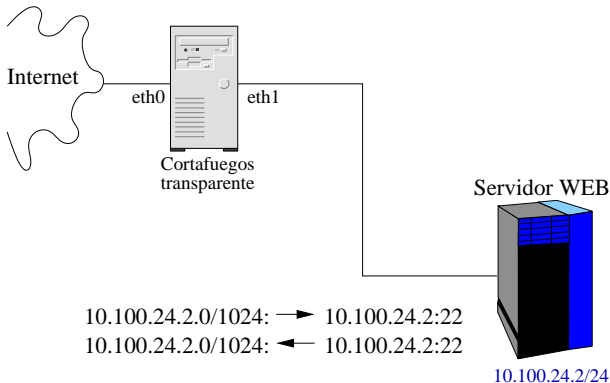 Internet
eth0
eth1
Cortafuegos
transparente
Servidor WEB
10.100.24.2.0/1024: → 10.100.24.2:22
10.100.24.2.0/1024: ← 10.100.24.2:22
10.100.24.2/24